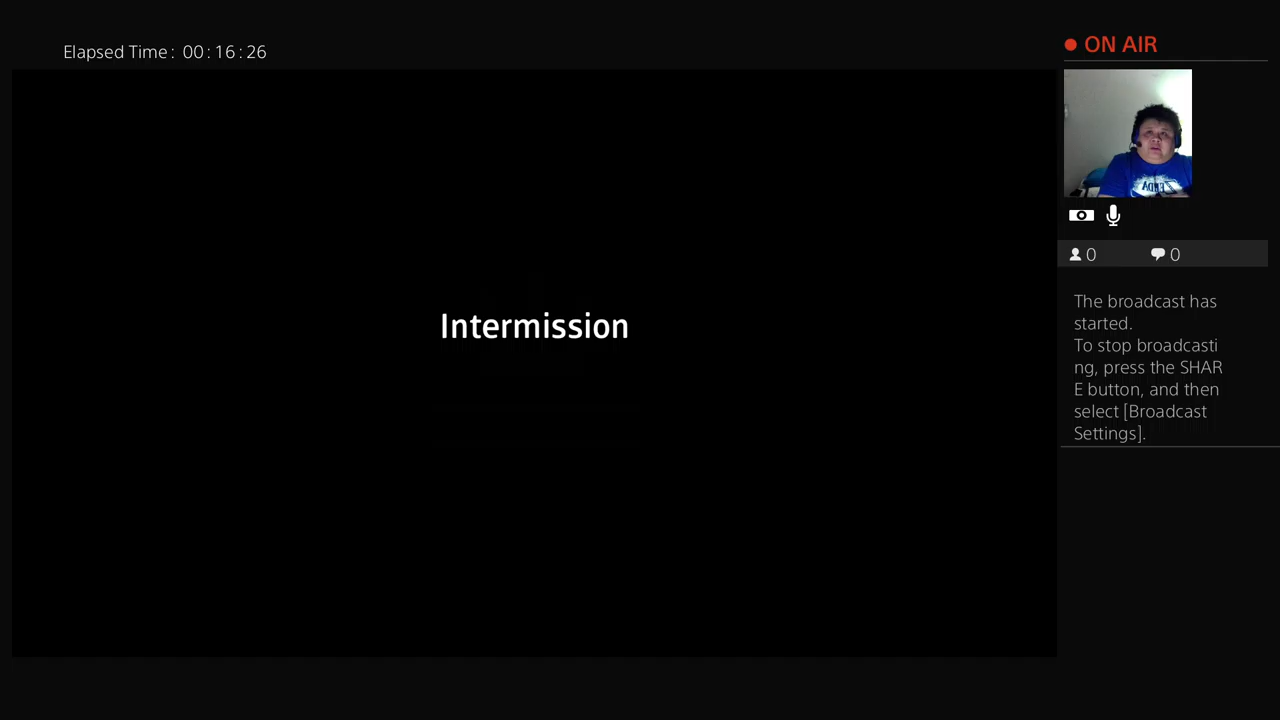 Elapsed Time: 00:16:26
ON AIR
0 0
The broadcast has
started.
To stop broadcasti
ng, press the SHAR
E button, and then
select [Broadcast
Settings].
Intermission